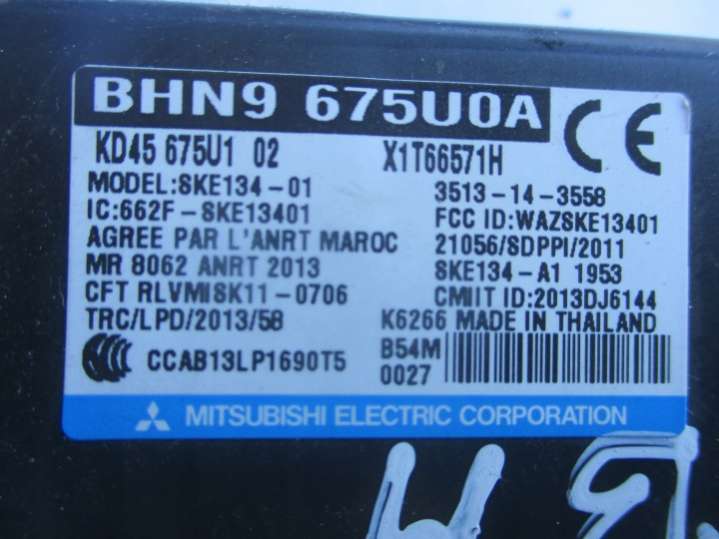 BHN9 675U0A
CE
KD45 675U1 02 X1T66571H
MODEL:SKE134-01 3513-14-3558
IC:662F-SKE13401 FCC ID:WAZSKE13401
AGREE PAR L'ANRT MAROC 21056/SDPPI/2011
MR 8062 ANRT 2013 SKE134-A1 1953
CFT RLVMISK11-0706 CMIIT ID:2013DJ6144
TRC/LPD/2013/58 K6266 MADE IN THAILAND
CCAB13LP1690T5 B54M
0027
MITSUBISHI ELECTRIC CORPORATION